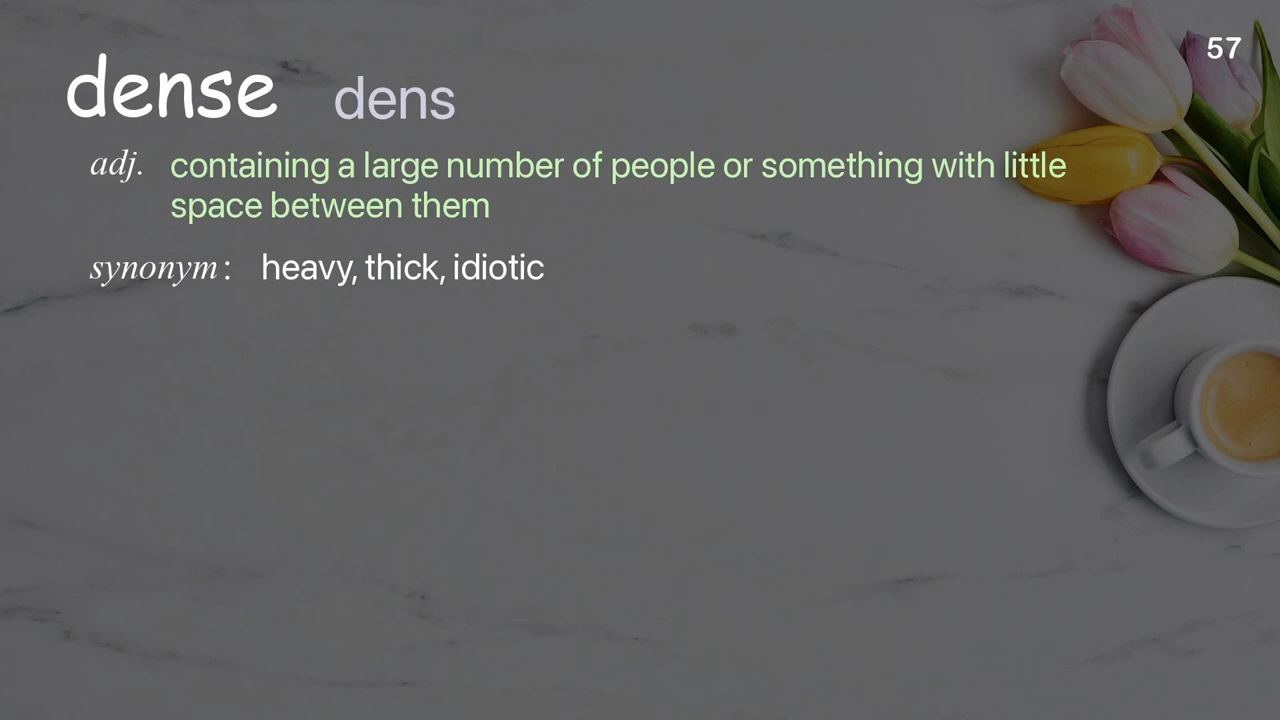 57
dense dens
adj. containing a large number of people or something with little
space between them
synonym: heavy, thick, idiotic